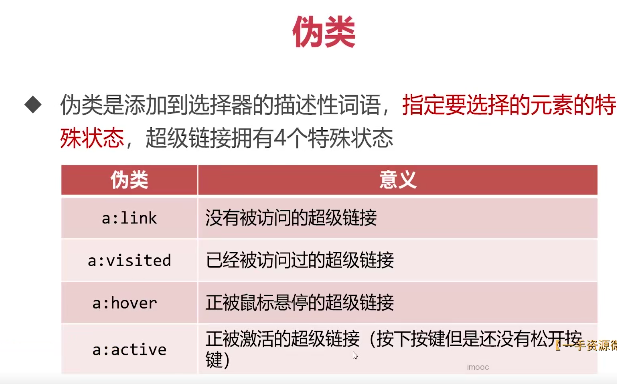 伪类
◆ 伪类是添加到选择器的描述性词语，指定要选择的元素的特
殊状态，超级链接拥有4个特殊状态
伪类 意义
a:link 没有被访问的超级链接
a:visited 已经被访问过的超级链接
a:hover 正被鼠标悬停的超级链接
a:active 正被激活的超级链接（按下按键但是还没有松开按
键）
【一手资源微
imooc